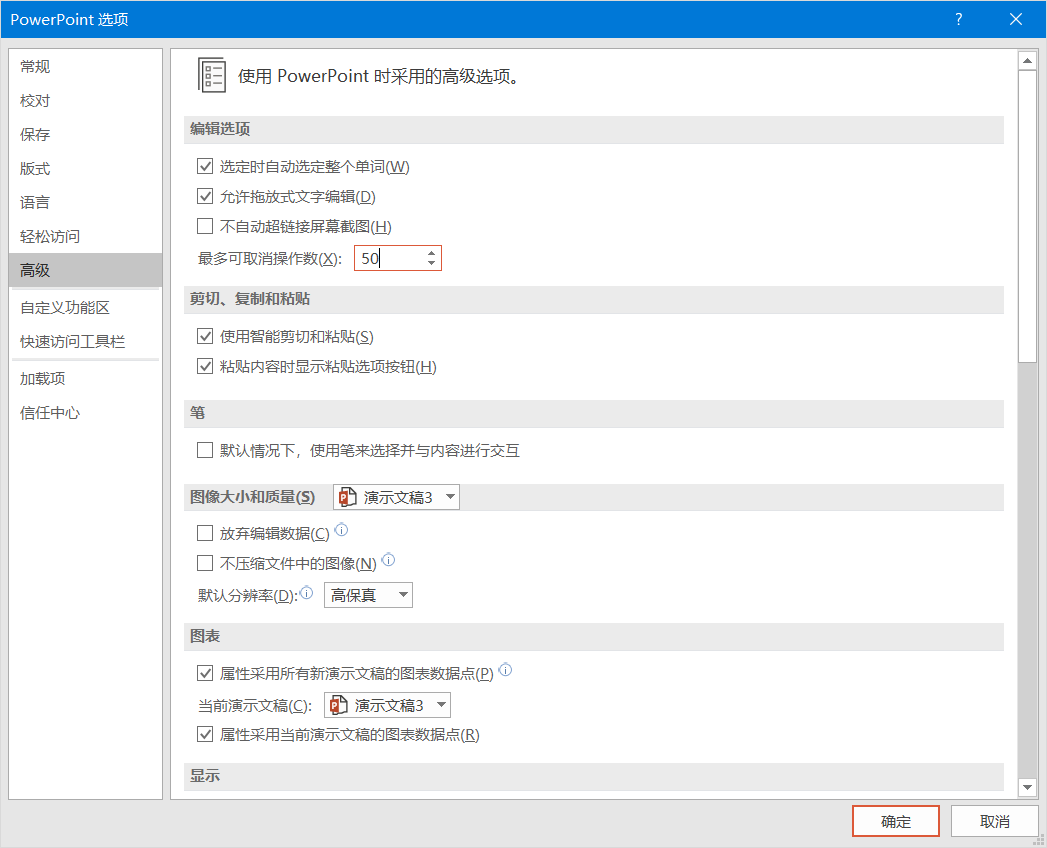 PowerPoint 选项
常规
校对
保存
版式
语言
轻松访问
高级
自定义功能区
快速访问工具栏
加载项
信任中心
使用 PowerPoint 时采用的高级选项。
编辑选项
选定时自动选定整个单词(W)
允许拖放式文字编辑(D)
不自动超链接屏幕截图(H)
最多可取消操作数(X): 50
剪切、复制和粘贴
使用智能剪切和粘贴(S)
粘贴内容时显示粘贴选项按钮(H)
笔
默认情况下，使用笔来选择并与内容进行交互
图像大小和质量(S) 演示文稿3
放弃编辑数据(C)
不压缩文件中的图像(N)
默认分辨率(D): 高保真
图表
属性采用所有新演示文稿的图表数据点(P)
当前演示文稿(C): 演示文稿3
属性采用当前演示文稿的图表数据点(R)
显示
确定 取消